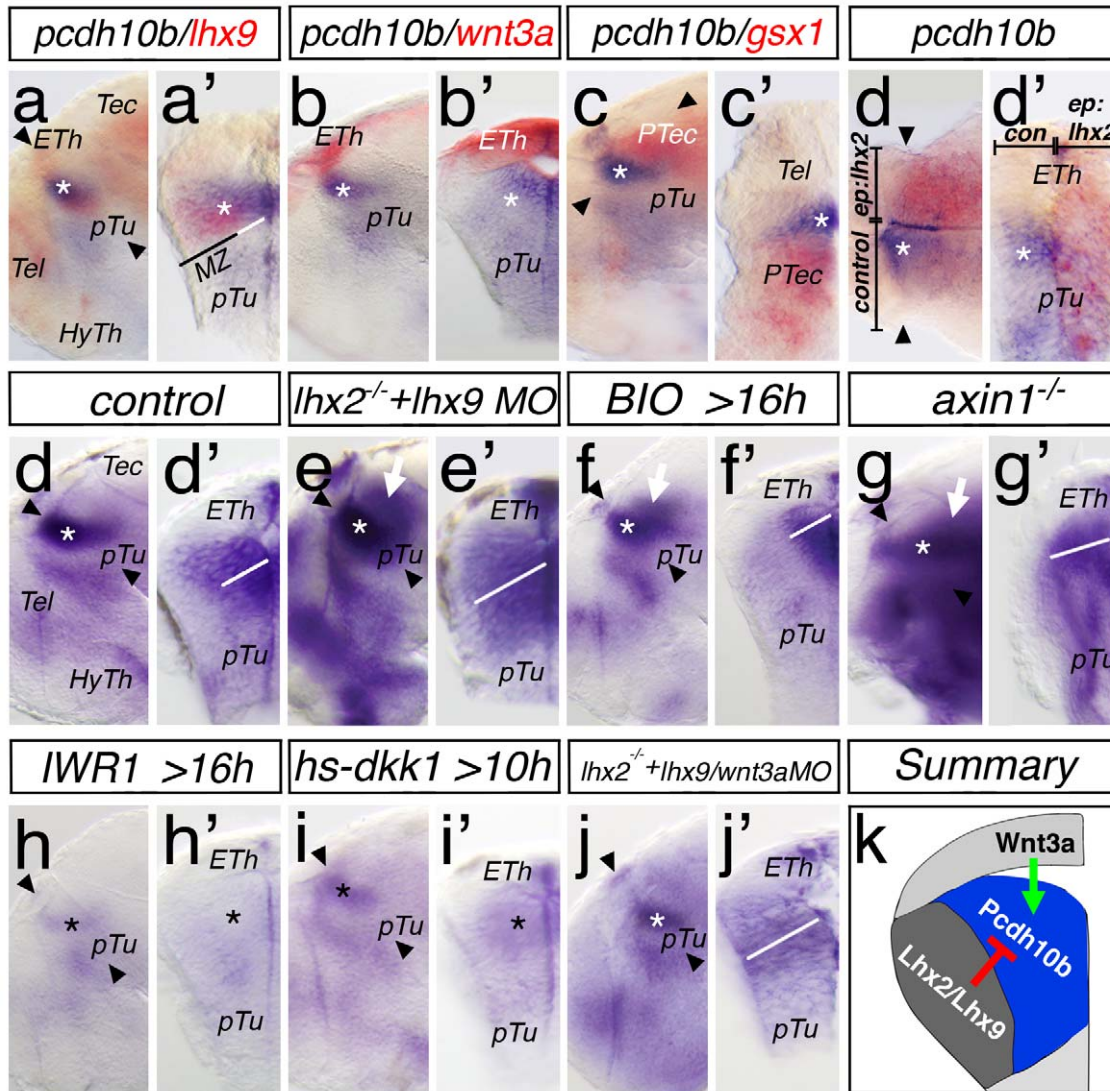 pcdh10b/lhx9 pcdh10b/wnt3a pcdh10b/gsx1 pcdh10b
a Tec ETh pTu Tel HyTh
a’ MZ pTu
b ETh pTu
b’ ETh pTu
c PTec pTu
c’ Tel PTec
d control ep:lhx2
d’ con ep:lhx2 ETh pTu
control lhx2-/-+lhx9 MO BIO >16h axin1-/-
d Tec pTu Tel HyTh
d’ ETh pTu
e pTu
e’
f pTu
f’ ETh pTu
g
g’ ETh pTu
IWR1 >16h hs-dkk1 >10h lhx2-/-+lhx9/wnt3aMO Summary
h pTu
h’ ETh pTu
i pTu
i’ ETh pTu
j pTu
j’ ETh pTu
k Wnt3a Pcdh10b Lhx2/Lhx9